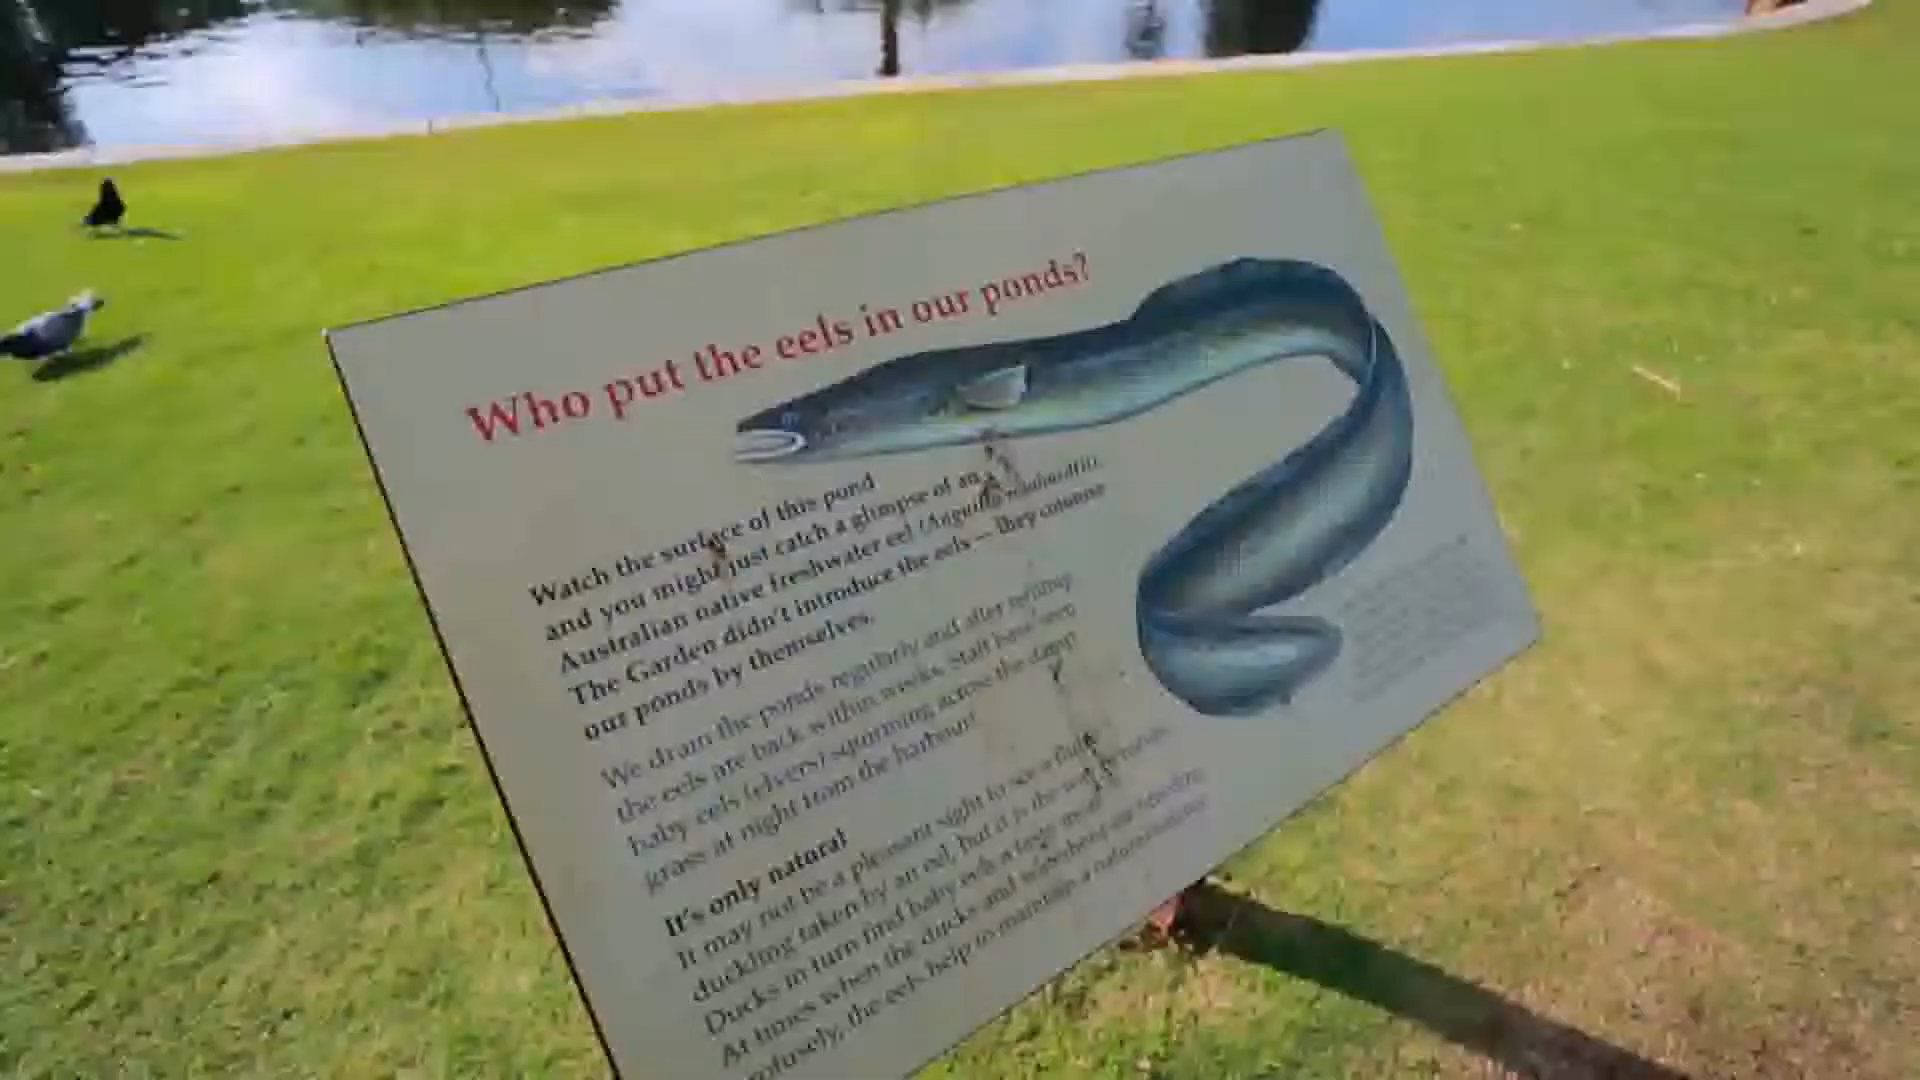 Who put the eels in our ponds?
Watch the surface of this pond
and you might just catch a glimpse of an
Australian native freshwater eel (Anguilla reinhardtii).
The Garden didn't introduce the eels — they colonise
our ponds by themselves.
We drain the ponds regularly and after refilling
the eels are back within weeks. Staff have seen
baby eels (elvers) squirming across the damp
grass at night from the harbour!
It's only natural
It may not be a pleasant sight to see a fluffy
duckling taken by an eel, but it is the way of nature.
Ducks in turn find baby eels a tasty meal.
At times when the ducks and waterhens are breeding
profusely, the eels help to maintain a natural balance